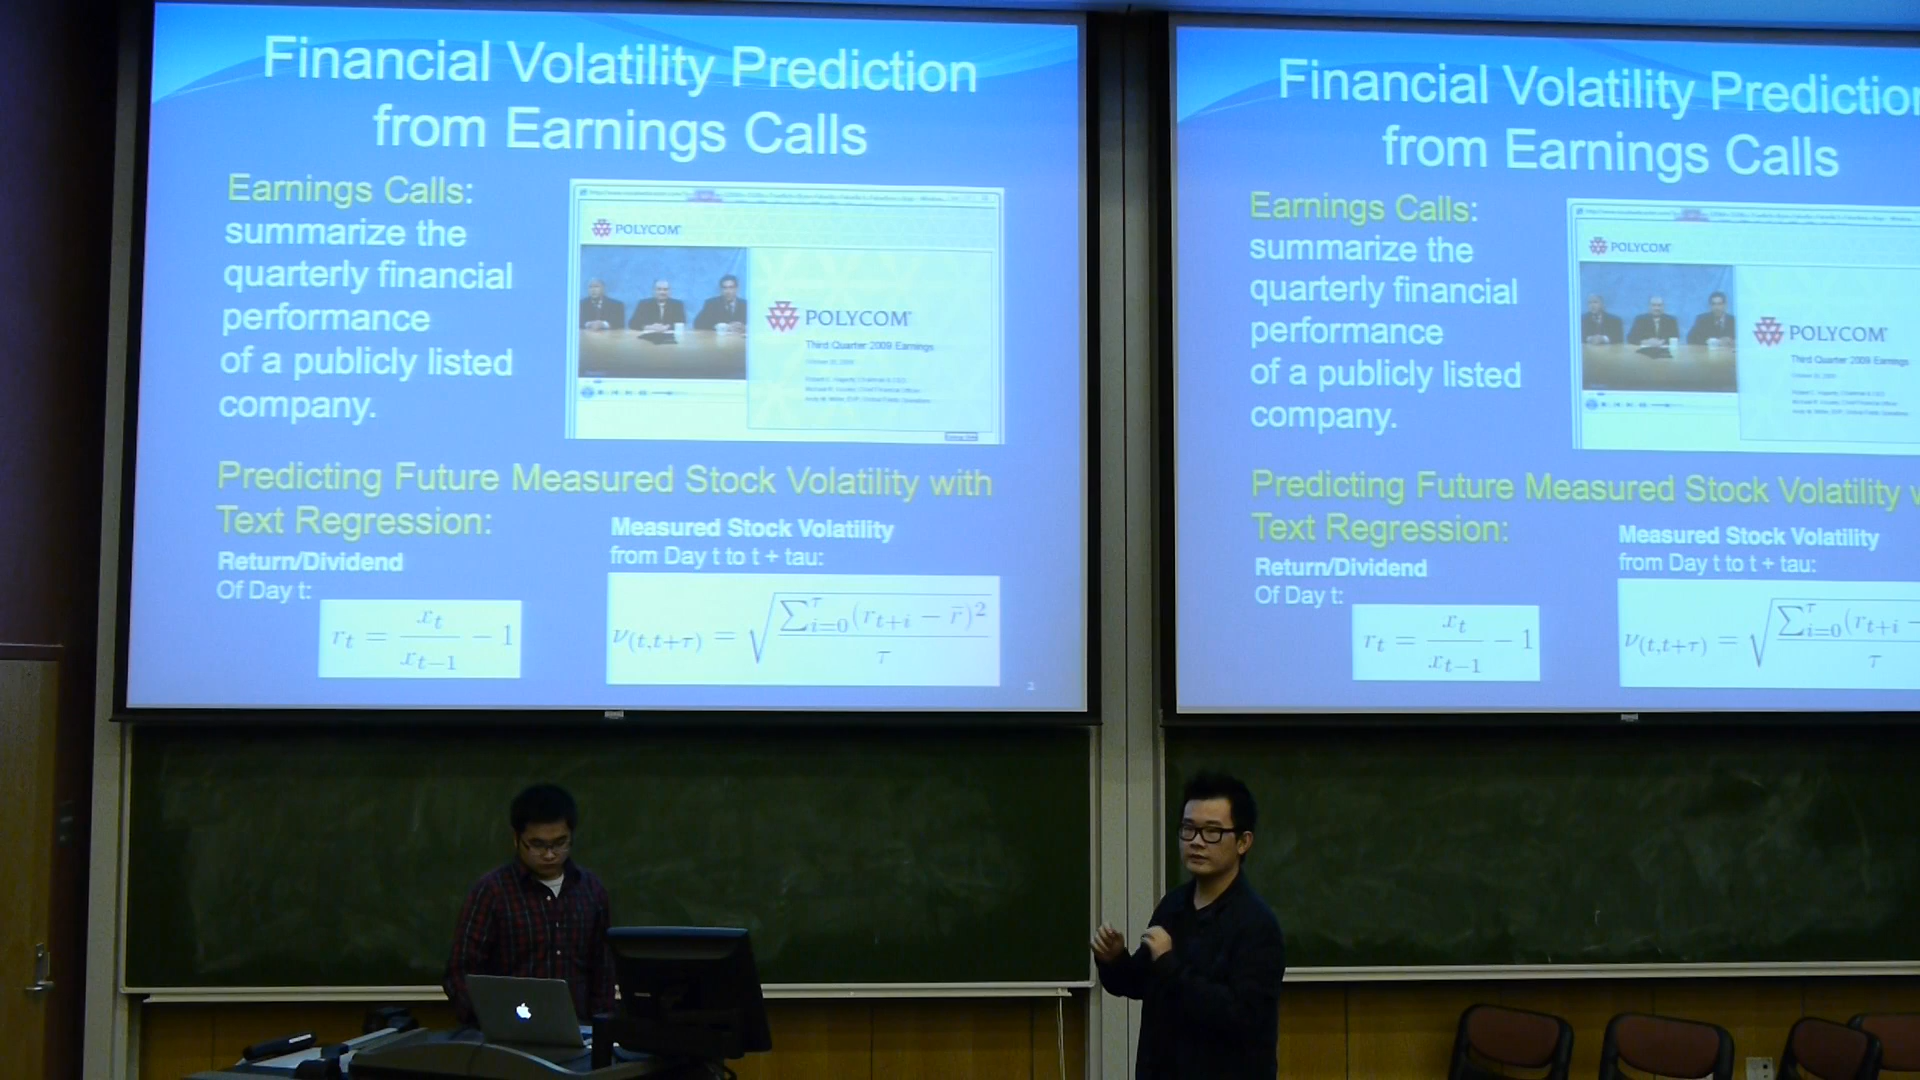 Financial Volatility Prediction
from Earnings Calls
Earnings Calls:
summarize the
quarterly financial
performance
of a publicly listed
company.
POLYCOM
POLYCOM
Third Quarter 2009 Earnings
Predicting Future Measured Stock Volatility with
Text Regression:
Return/Dividend
Of Day t:
r_t = x_t / x_{t-1} - 1
Measured Stock Volatility
from Day t to t + tau:
ν_(t,t+τ) = √(∑_{i=0}^τ (r_{t+i} - r̄)² / τ)
2
Financial Volatility Prediction
from Earnings Calls
Earnings Calls:
summarize the
quarterly financial
performance
of a publicly listed
company.
POLYCOM
POLYCOM
Third Quarter 2009 Earnings
Predicting Future Measured Stock Volatility
Text Regression:
Return/Dividend
Of Day t:
r_t = x_t / x_{t-1} - 1
Measured Stock Volatility
from Day t to t + tau:
ν_(t,t+τ) = √(∑_{i=0}^τ (r_{t+i} - / τ